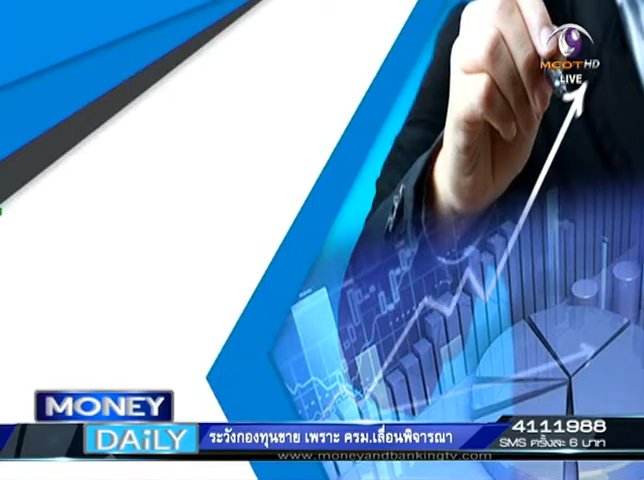 MCOT HD
LIVE
MONEY
DAiLY
ระวังกองทุนขาย เพราะ ครม.เลื่อนพิจารณา
4111988
SMS ครั้งละ 6 บาท
www.moneyandbankingtv.com